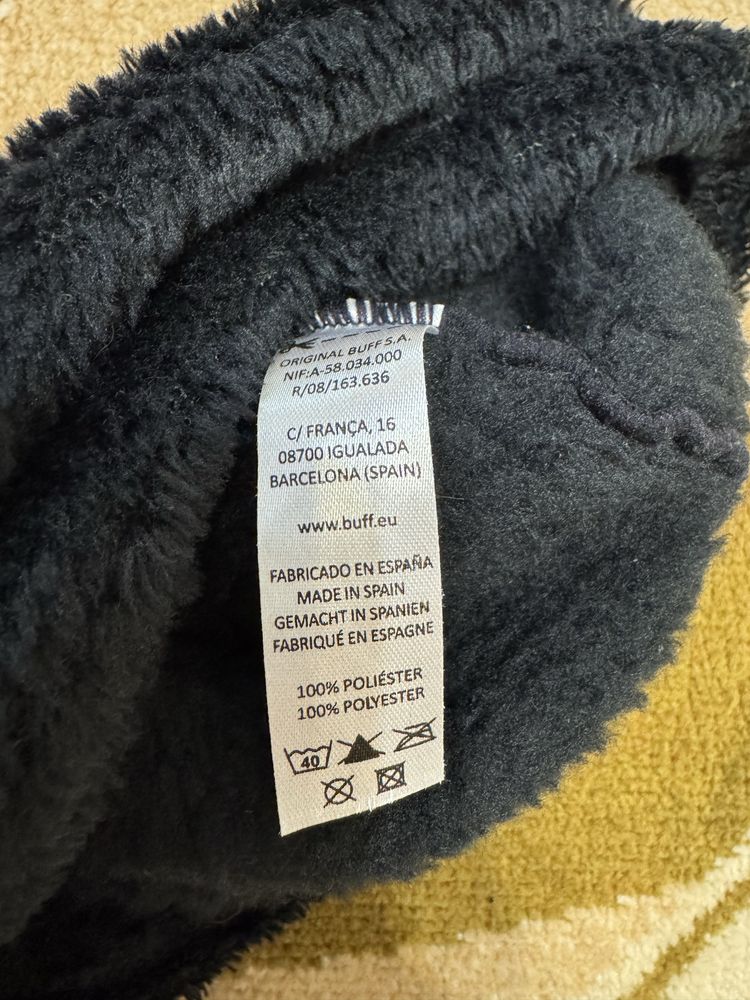 ORIGINAL BUFF S.A.
NIF:A-58.034.000
R/08/163.636
C/ FRANÇA, 16
08700 IGUALADA
BARCELONA (SPAIN)
www.buff.eu
FABRICADO EN ESPAÑA
MADE IN SPAIN
GEMACHT IN SPANIEN
FABRIQUÉ EN ESPAGNE
100% POLIÉSTER
100% POLYESTER
40